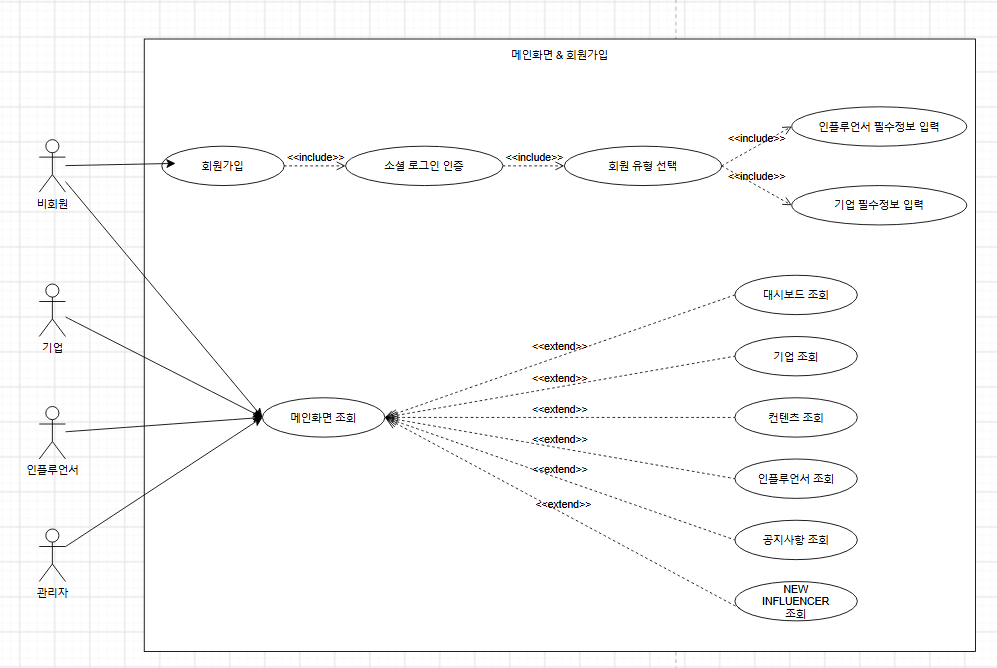 메인화면 & 회원가입
비회원
회원가입
<<include>>
소셜 로그인 인증
<<include>>
회원 유형 선택
<<include>>
인플루언서 필수정보 입력
<<include>>
기업 필수정보 입력
기업
인플루언서
관리자
메인화면 조회
<<extend>>
대시보드 조회
<<extend>>
기업 조회
<<extend>>
컨텐츠 조회
<<extend>>
인플루언서 조회
<<extend>>
공지사항 조회
<<extend>>
NEW
INFLUENCER
조회